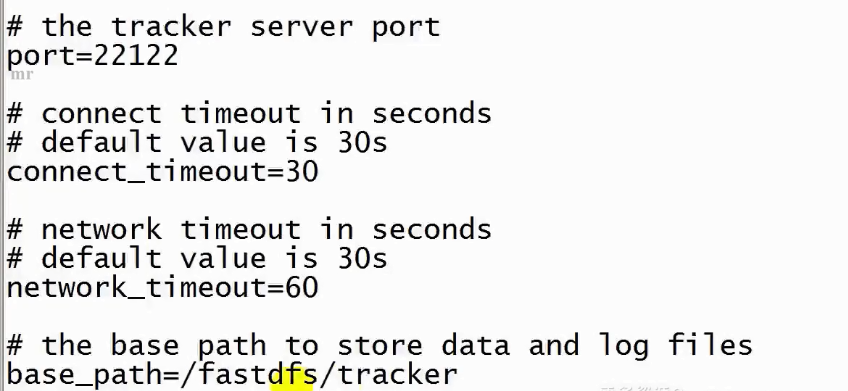 # the tracker server port
port=22122
mr
# connect timeout in seconds
# default value is 30s
connect_timeout=30
# network timeout in seconds
# default value is 30s
network_timeout=60
# the base path to store data and log files
base_path=/fastdfs/tracker